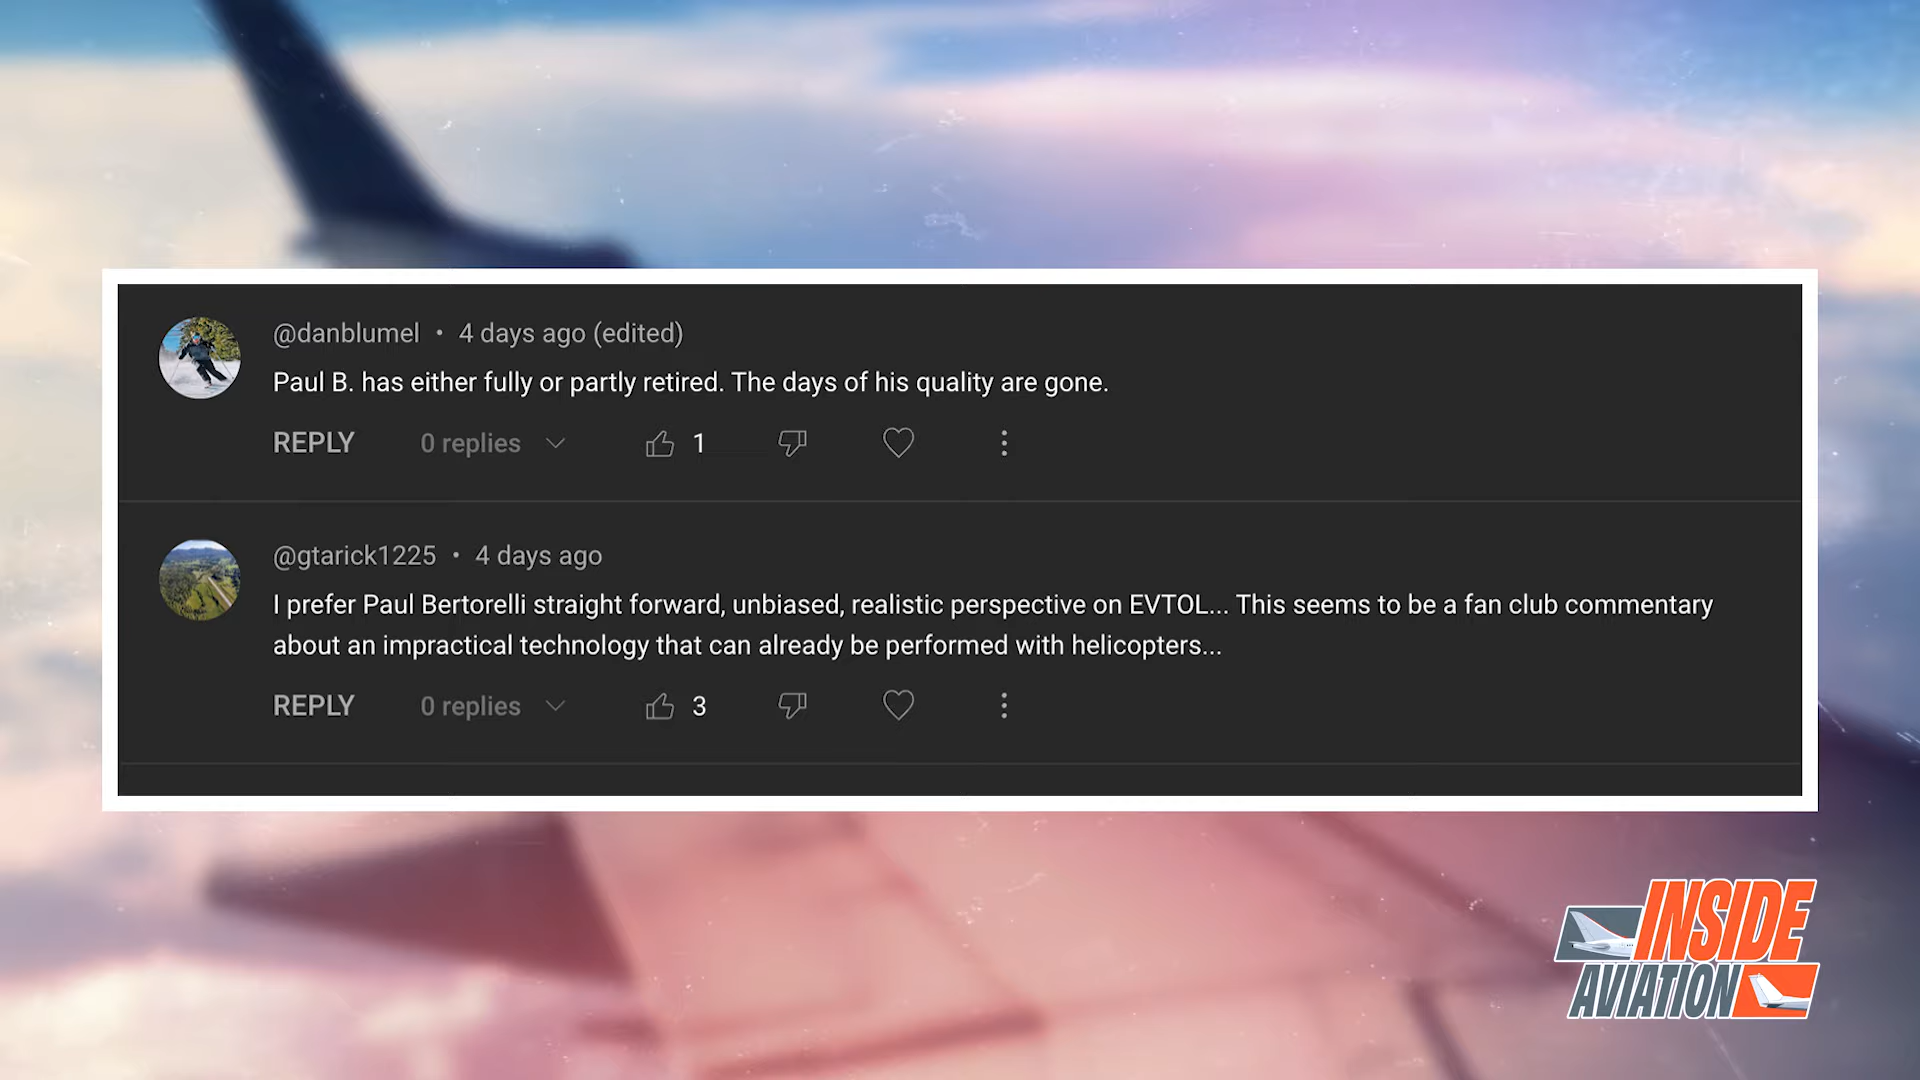 @danblumel • 4 days ago (edited)
Paul B. has either fully or partly retired. The days of his quality are gone.
REPLY 0 replies 1
@gtarick1225 • 4 days ago
I prefer Paul Bertorelli straight forward, unbiased, realistic perspective on EVTOL... This seems to be a fan club commentary
about an impractical technology that can already be performed with helicopters...
REPLY 0 replies 3
INSIDE
AVIATION